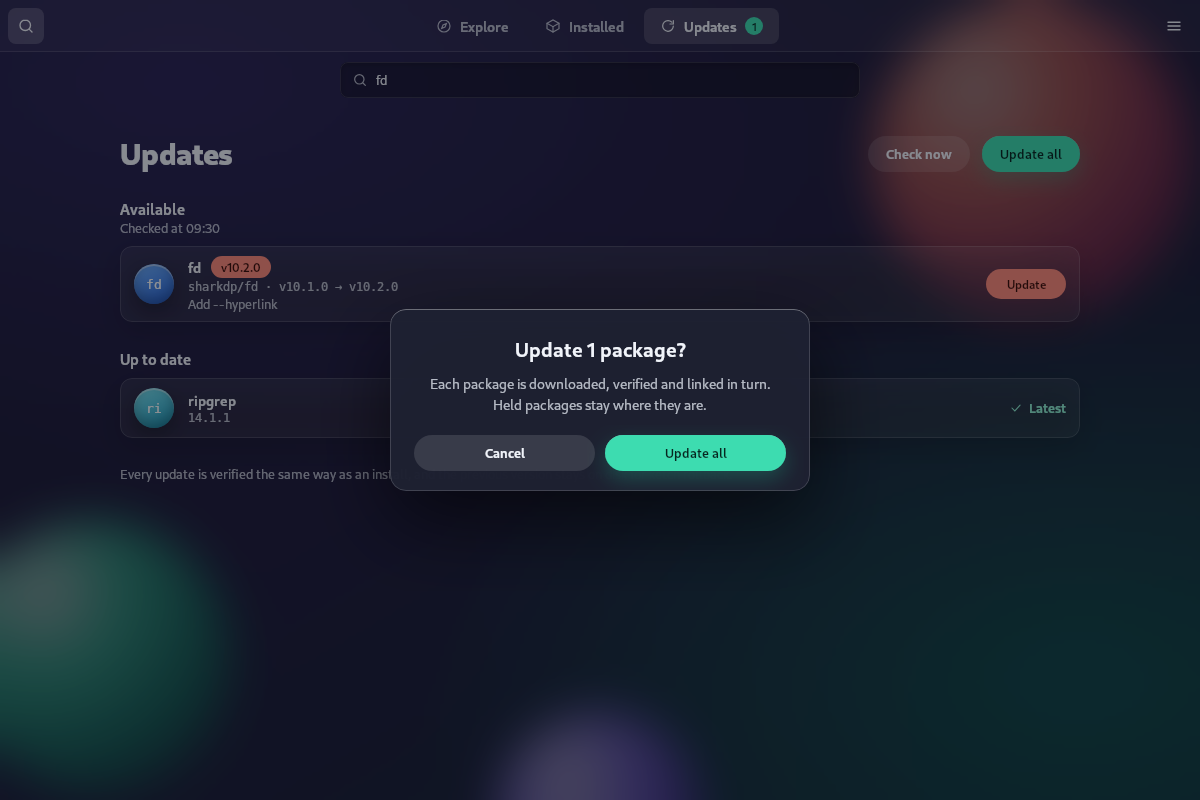 Explore
Installed
Updates 1
fd
Updates
Check now
Update all
Available
Checked at 09:30
fd
fd v10.2.0
sharkdp/fd · v10.1.0 → v10.2.0
Add --hyperlink
Update
Update 1 package?
Each package is downloaded, verified and linked in turn.
Held packages stay where they are.
Cancel
Update all
Up to date
ri
ripgrep
14.1.1
Latest
Every update is verified the same way as an